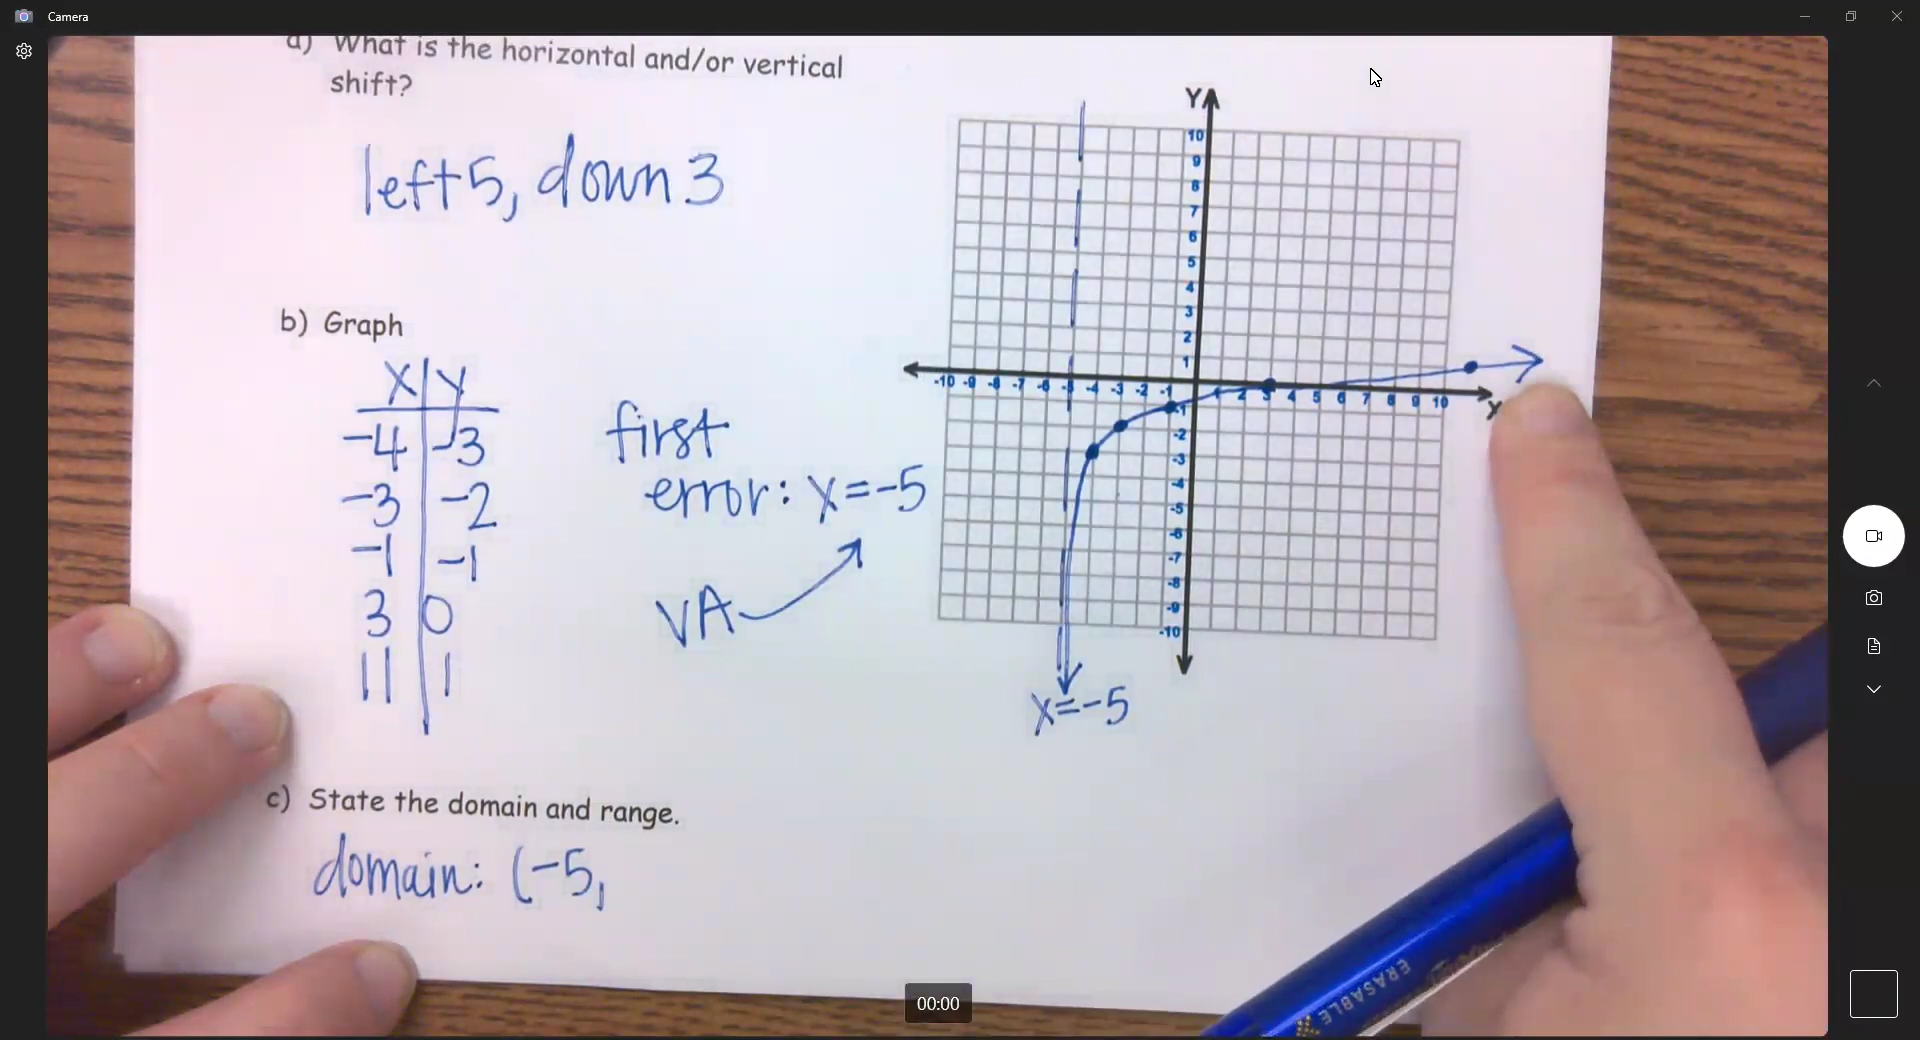 Camera
a) What is the horizontal and/or vertical
shift?
left 5, down 3
b) Graph
x | y
-4 | -3
-3 | -2
-1 | -1
3 | 0
11 | 1
first
error: x=-5
VA
Y
10
9
8
7
6
5
4
3
2
1
-10 -9 -8 -7 -6 -5 -4 -3 -2 -1 1 2 3 4 5 6 7 8 9 10
X
-1
-2
-3
-4
-5
-6
-7
-8
-9
-10
x=-5
c) State the domain and range.
domain: (-5,
ERASABLE
00:00